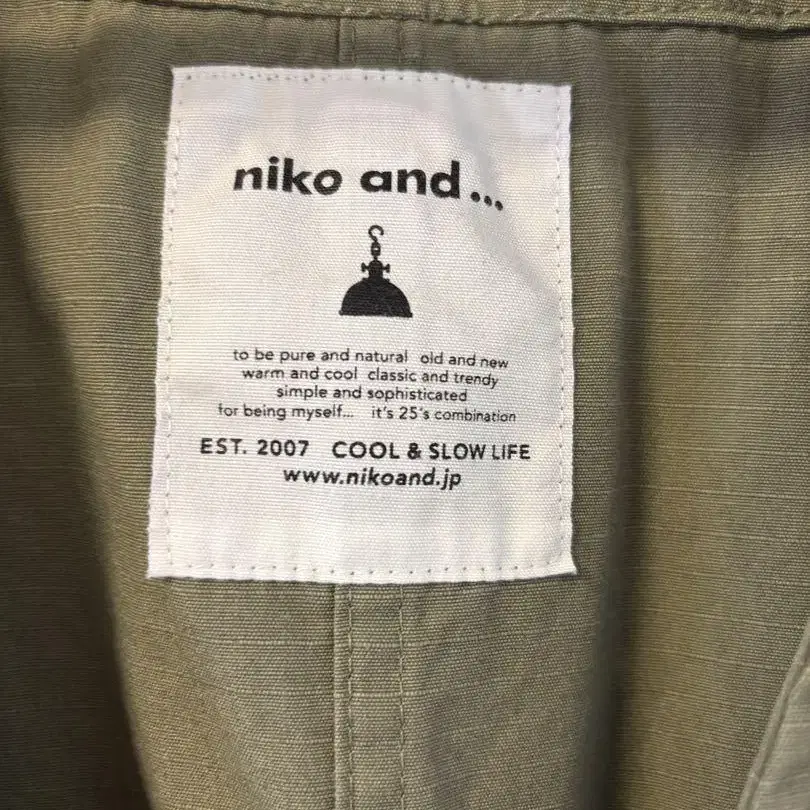 niko and...
to be pure and natural old and new
warm and cool classic and trendy
simple and sophisticated
for being myself... it's 25's combination
EST. 2007 COOL & SLOW LIFE
www.nikoand.jp